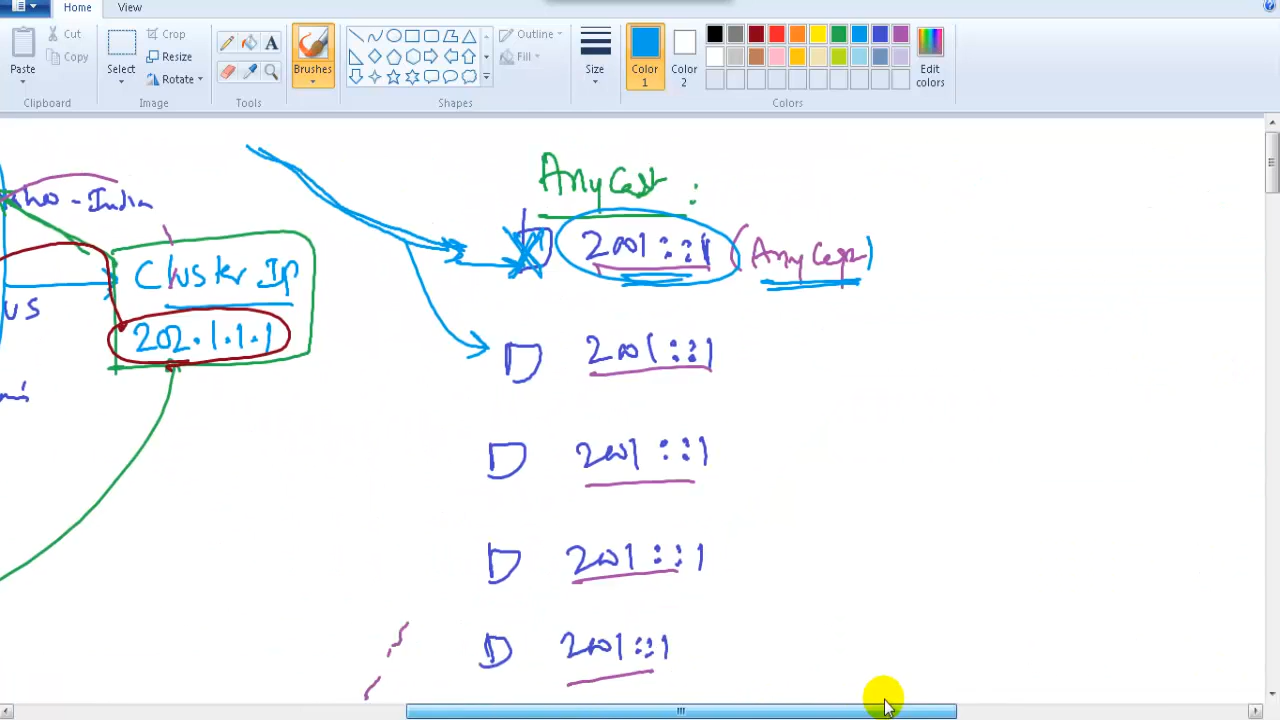 Home
View
Paste
Cut
Copy
Clipboard
Select
Crop
Resize
Rotate
Image
A
Tools
Brushes
Outline
Fill
Shapes
Size
Color 1
Color 2
Edit colors
Colors
AnyCast :
- India
2001::1 (AnyCast)
Cluster IP
US
202.1.1.1
D 2001::1
D 2001::1
D 2001::1
D 2001::1